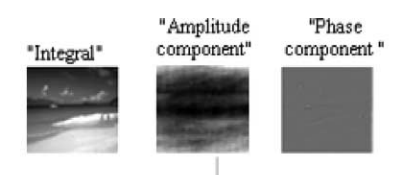 "Integral"
"Amplitude
component"
"Phase
component "